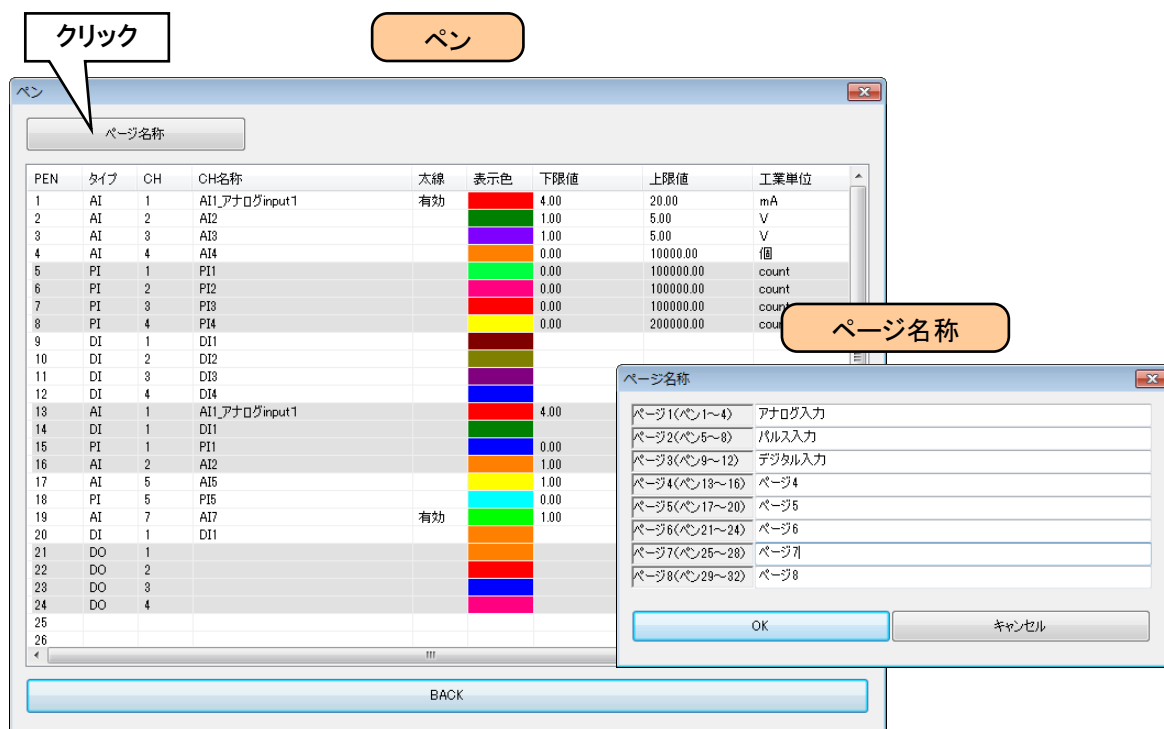 クリック
ペン
ペン
ページ名称
PEN タイプ CH CH名称 太線 表示色 下限値 上限値 工業単位
1 AI 1 AI1_アナログinput1 有効 4.00 20.00 mA
2 AI 2 AI2 1.00 5.00 V
3 AI 3 AI3 1.00 5.00 V
4 AI 4 AI4 0.00 10000.00 個
5 PI 1 PI1 0.00 100000.00 count
6 PI 2 PI2 0.00 100000.00 count
7 PI 3 PI3 0.00 100000.00
8 PI 4 PI4 0.00 200000.00
9 DI 1 DI1
10 DI 2 DI2
11 DI 3 DI3
12 DI 4 DI4
13 AI 1 AI1_アナログinput1 4.00
14 DI 1 DI1
15 PI 1 PI1 0.00
16 AI 2 AI2 1.00
17 AI 5 AI5 1.00
18 PI 5 PI5 0.00
19 AI 7 AI7 有効 1.00
20 DI 1 DI1
21 DO 1
22 DO 2
23 DO 3
24 DO 4
25
26
BACK
ページ名称
ページ名称
ページ1(ペン1～4) アナログ入力
ページ2(ペン5～8) パルス入力
ページ3(ペン9～12) デジタル入力
ページ4(ペン13～16) ページ4
ページ5(ペン17～20) ページ5
ページ6(ペン21～24) ページ6
ページ7(ペン25～28) ページ7
ページ8(ペン29～32) ページ8
OK キャンセル